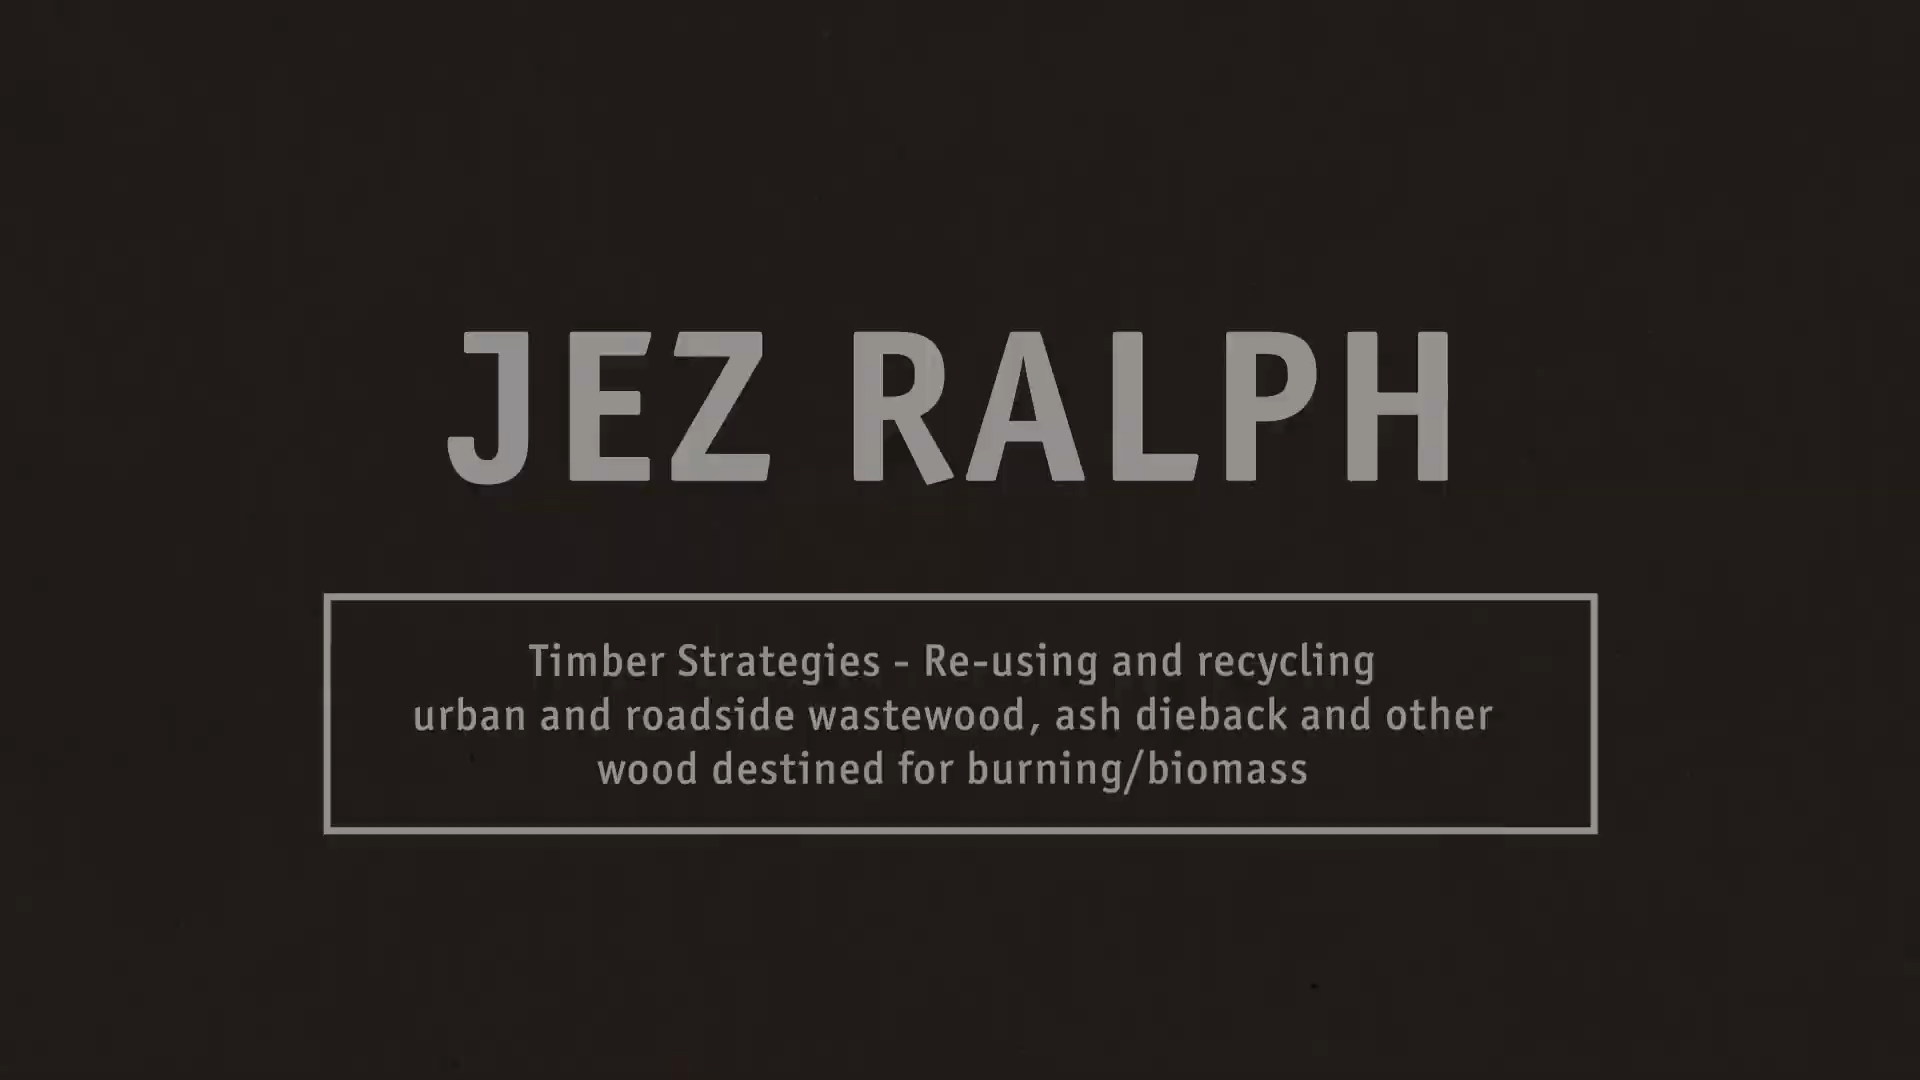 JEZ RALPH
Timber Strategies - Re-using and recycling
urban and roadside wastewood, ash dieback and other
wood destined for burning/biomass